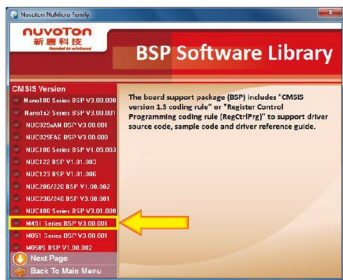 Nuvoton NuMicro Family
nuvoTon
新唐科技
BSP Software Library
CMSIS Version
Nano100 Series BSP V3.00.000
Nano1x2 Series BSP V3.00.001
NUC029xAN BSP V3.00.001
NUC029FAE BSP V3.00.000
NUC100 Series BSP V1.05.003
NUC122 BSP V1.01.003
NUC123 BSP V1.01.006
NUC200/220 BSP V1.00.002
NUC230/240 BSP V3.00.001
NUC400 Series BSP V3.01.000
M451 Series BSP V3.00.001
M051 Series BSP V3.00.001
M0505 BSP V1.00.002
Next Page
Back To Main Menu
The board support package (BSP) includes "CMSIS
version 1.3 coding rule" or "Register Control
Programming coding rule (RegCtrlPrg)" to support driver
source code, sample code and driver reference guide.